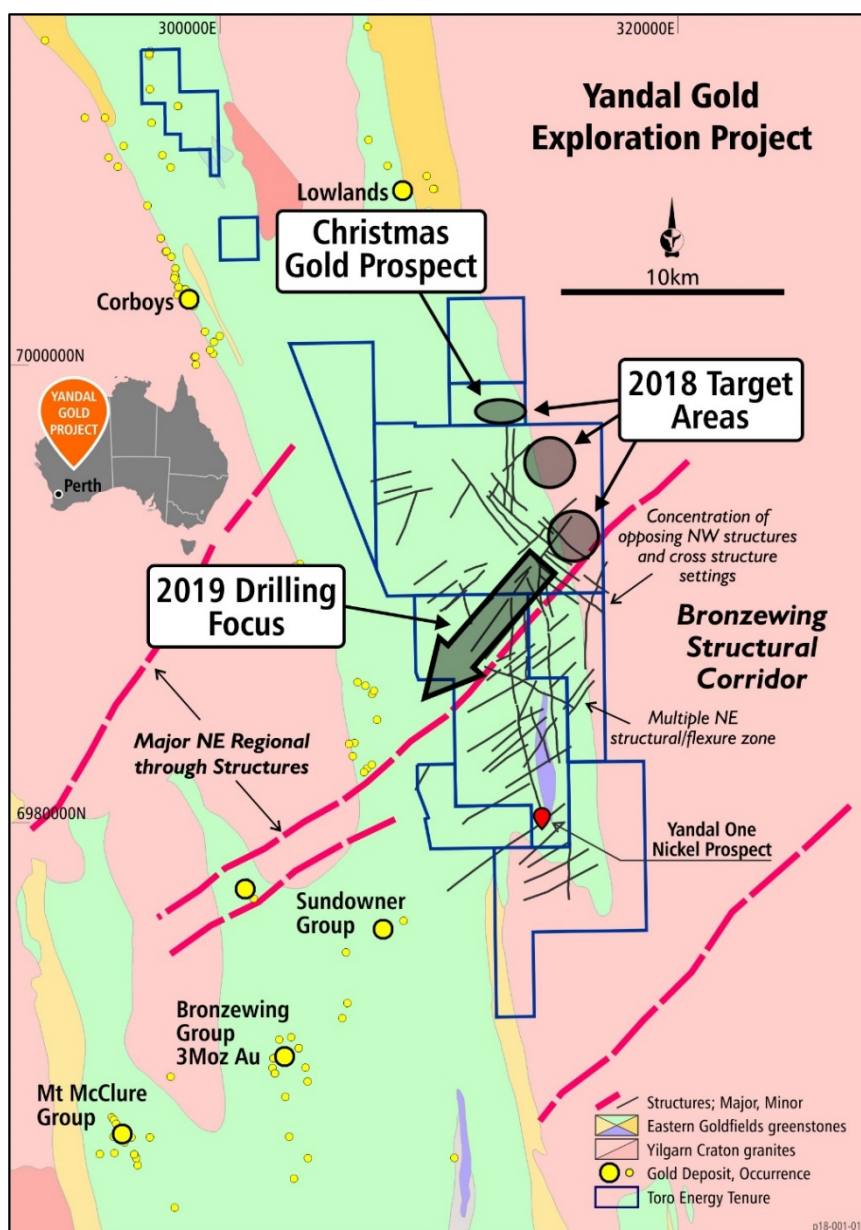 300000E
320000E
Yandal Gold
Exploration Project
Lowlands
Christmas
Gold Prospect
10km
Corboys
7000000N
2018 Target
Areas
YANDAL
GOLD
PROJECT
Perth
Concentration of
opposing NW structures
and cross structure
settings
2019 Drilling
Focus
Bronzewing
Structural
Corridor
Major NE Regional
through Structures
Multiple NE
structural/flexure zone
6980000N
Yandal One
Nickel Prospect
Sundowner
Group
Bronzewing
Group
3Moz Au
Mt McClure
Group
Structures; Major, Minor
Eastern Goldfields greenstones
Yilgarn Craton granites
Gold Deposit, Occurrence
Toro Energy Tenure
p18-001-01